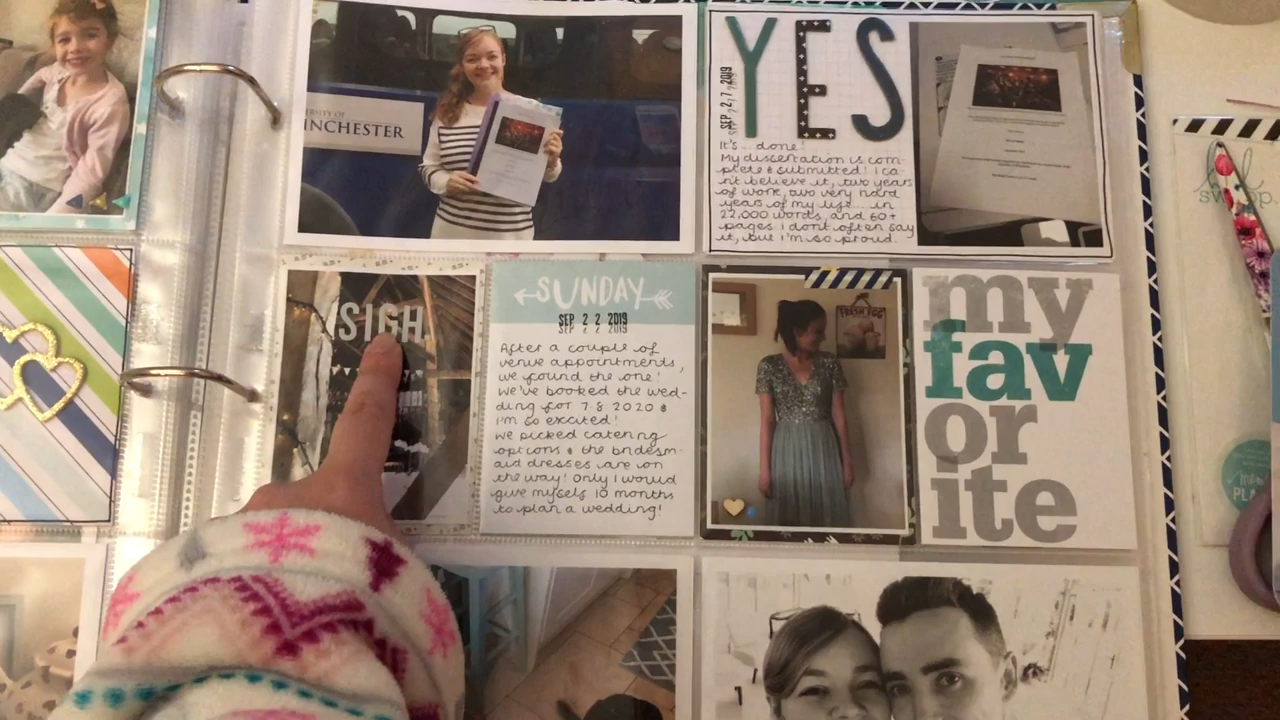 INCHESTER
YES
SEP 2 7 2019
It's... done!
My dissertation is com-
plete & submitted! I ca-
nt believe it, two years
of work, two very hard
years of my life... in
22,000 words, and 60+
pages. I dont often say
it, but I'm so proud.
SIGH
SUNDAY
SEP 2 2 2019
After a couple of
venue appointments,
we found the one!
We've booked the wed-
ding for 7.8.2020 &
I'm so excited!
We picked catering
options & the bridesm-
aid dresses are on
the way! Only I would
give myself 10 months
to plan a wedding!
FRESH EGG
my
fav
or
ite